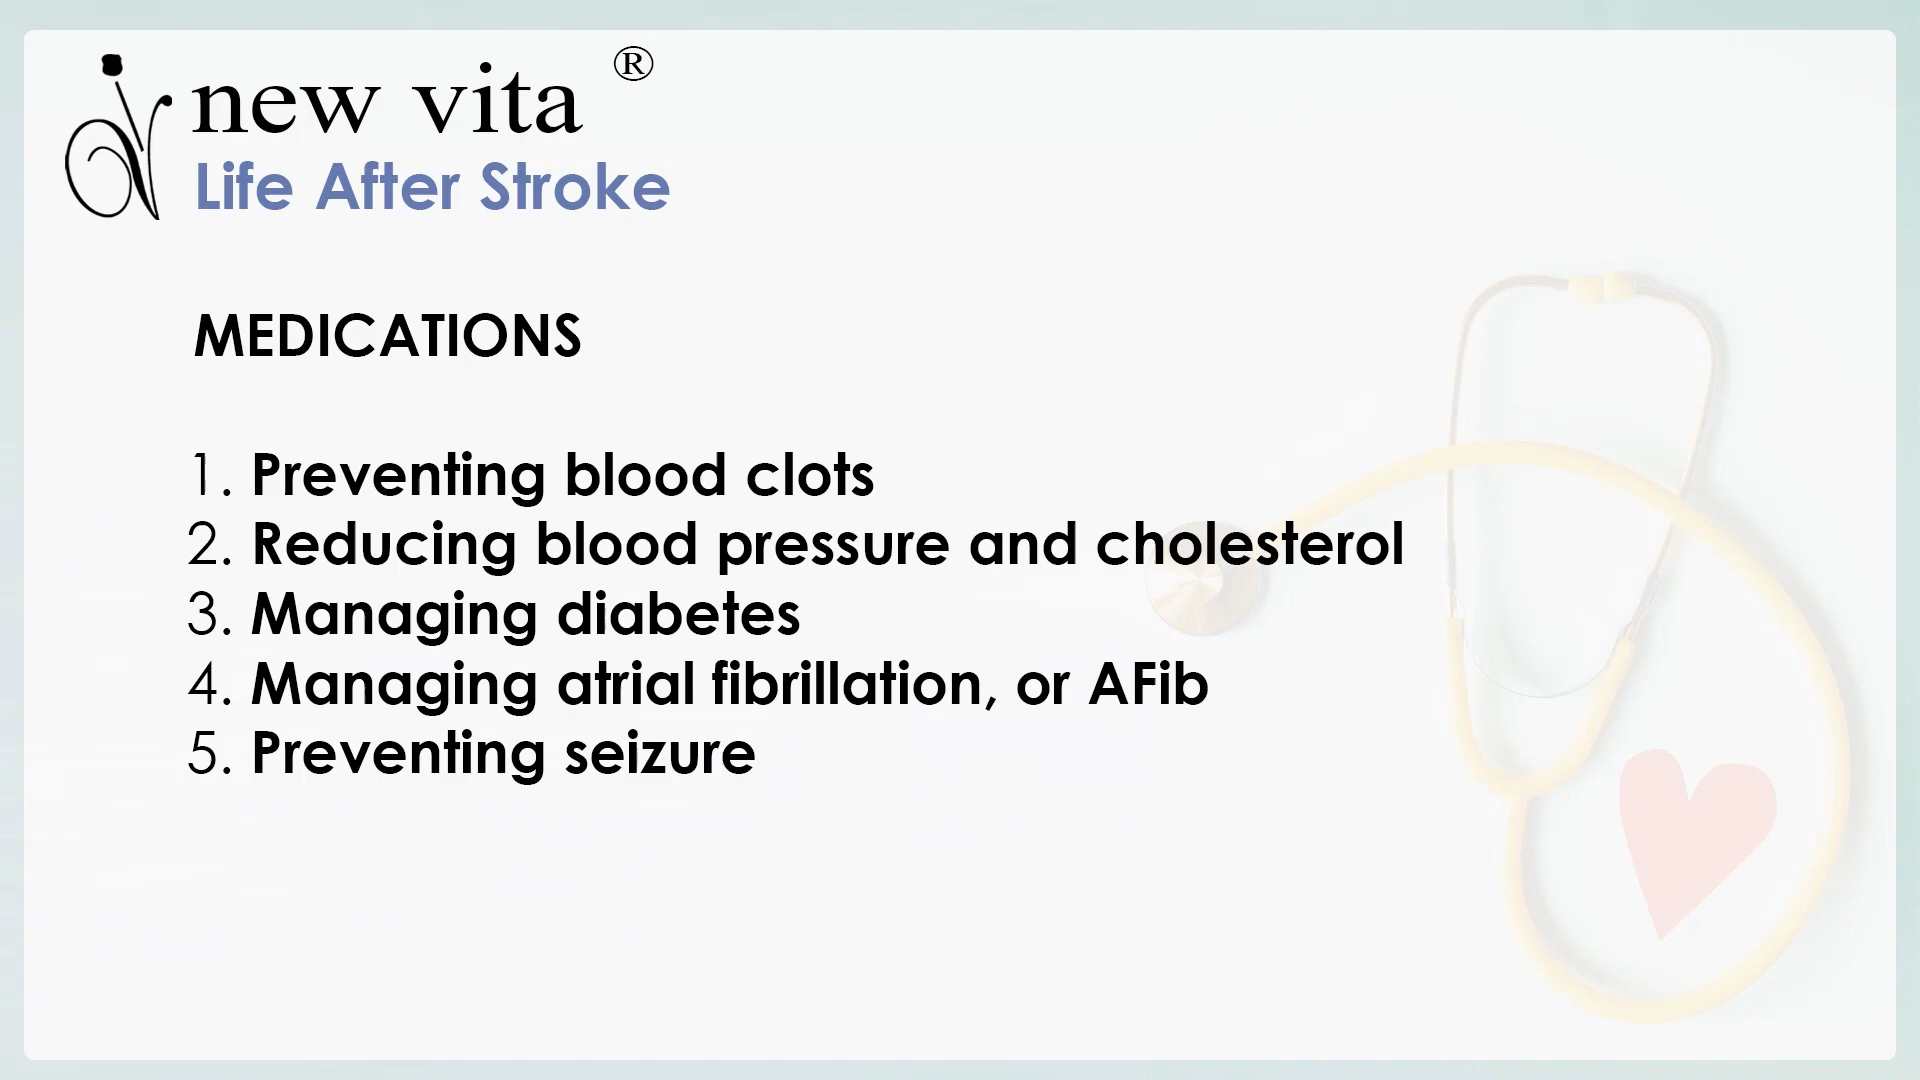 new vita ®
Life After Stroke
MEDICATIONS
1. Preventing blood clots
2. Reducing blood pressure and cholesterol
3. Managing diabetes
4. Managing atrial fibrillation, or AFib
5. Preventing seizure